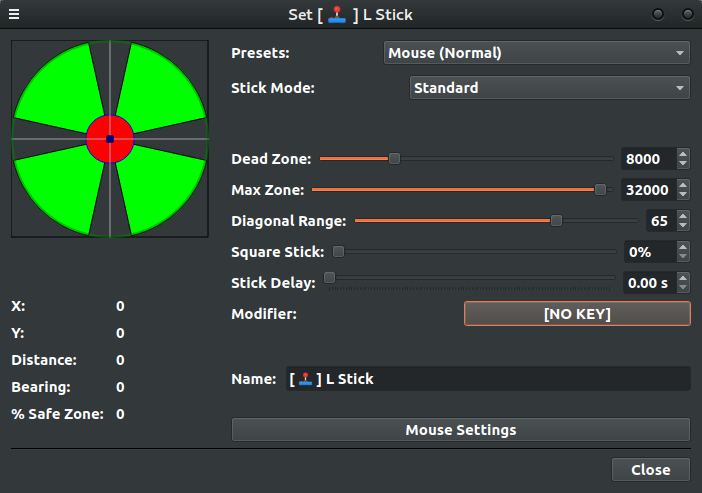 Set [ 🕹️ ] L Stick
Presets: Mouse (Normal)
Stick Mode: Standard
Dead Zone: 8000
Max Zone: 32000
Diagonal Range: 65
Square Stick: 0%
Stick Delay: 0.00 s
Modifier: [NO KEY]
Name: [ 🕹️ ] L Stick
Mouse Settings
X: 0
Y: 0
Distance: 0
Bearing: 0
% Safe Zone: 0
Close